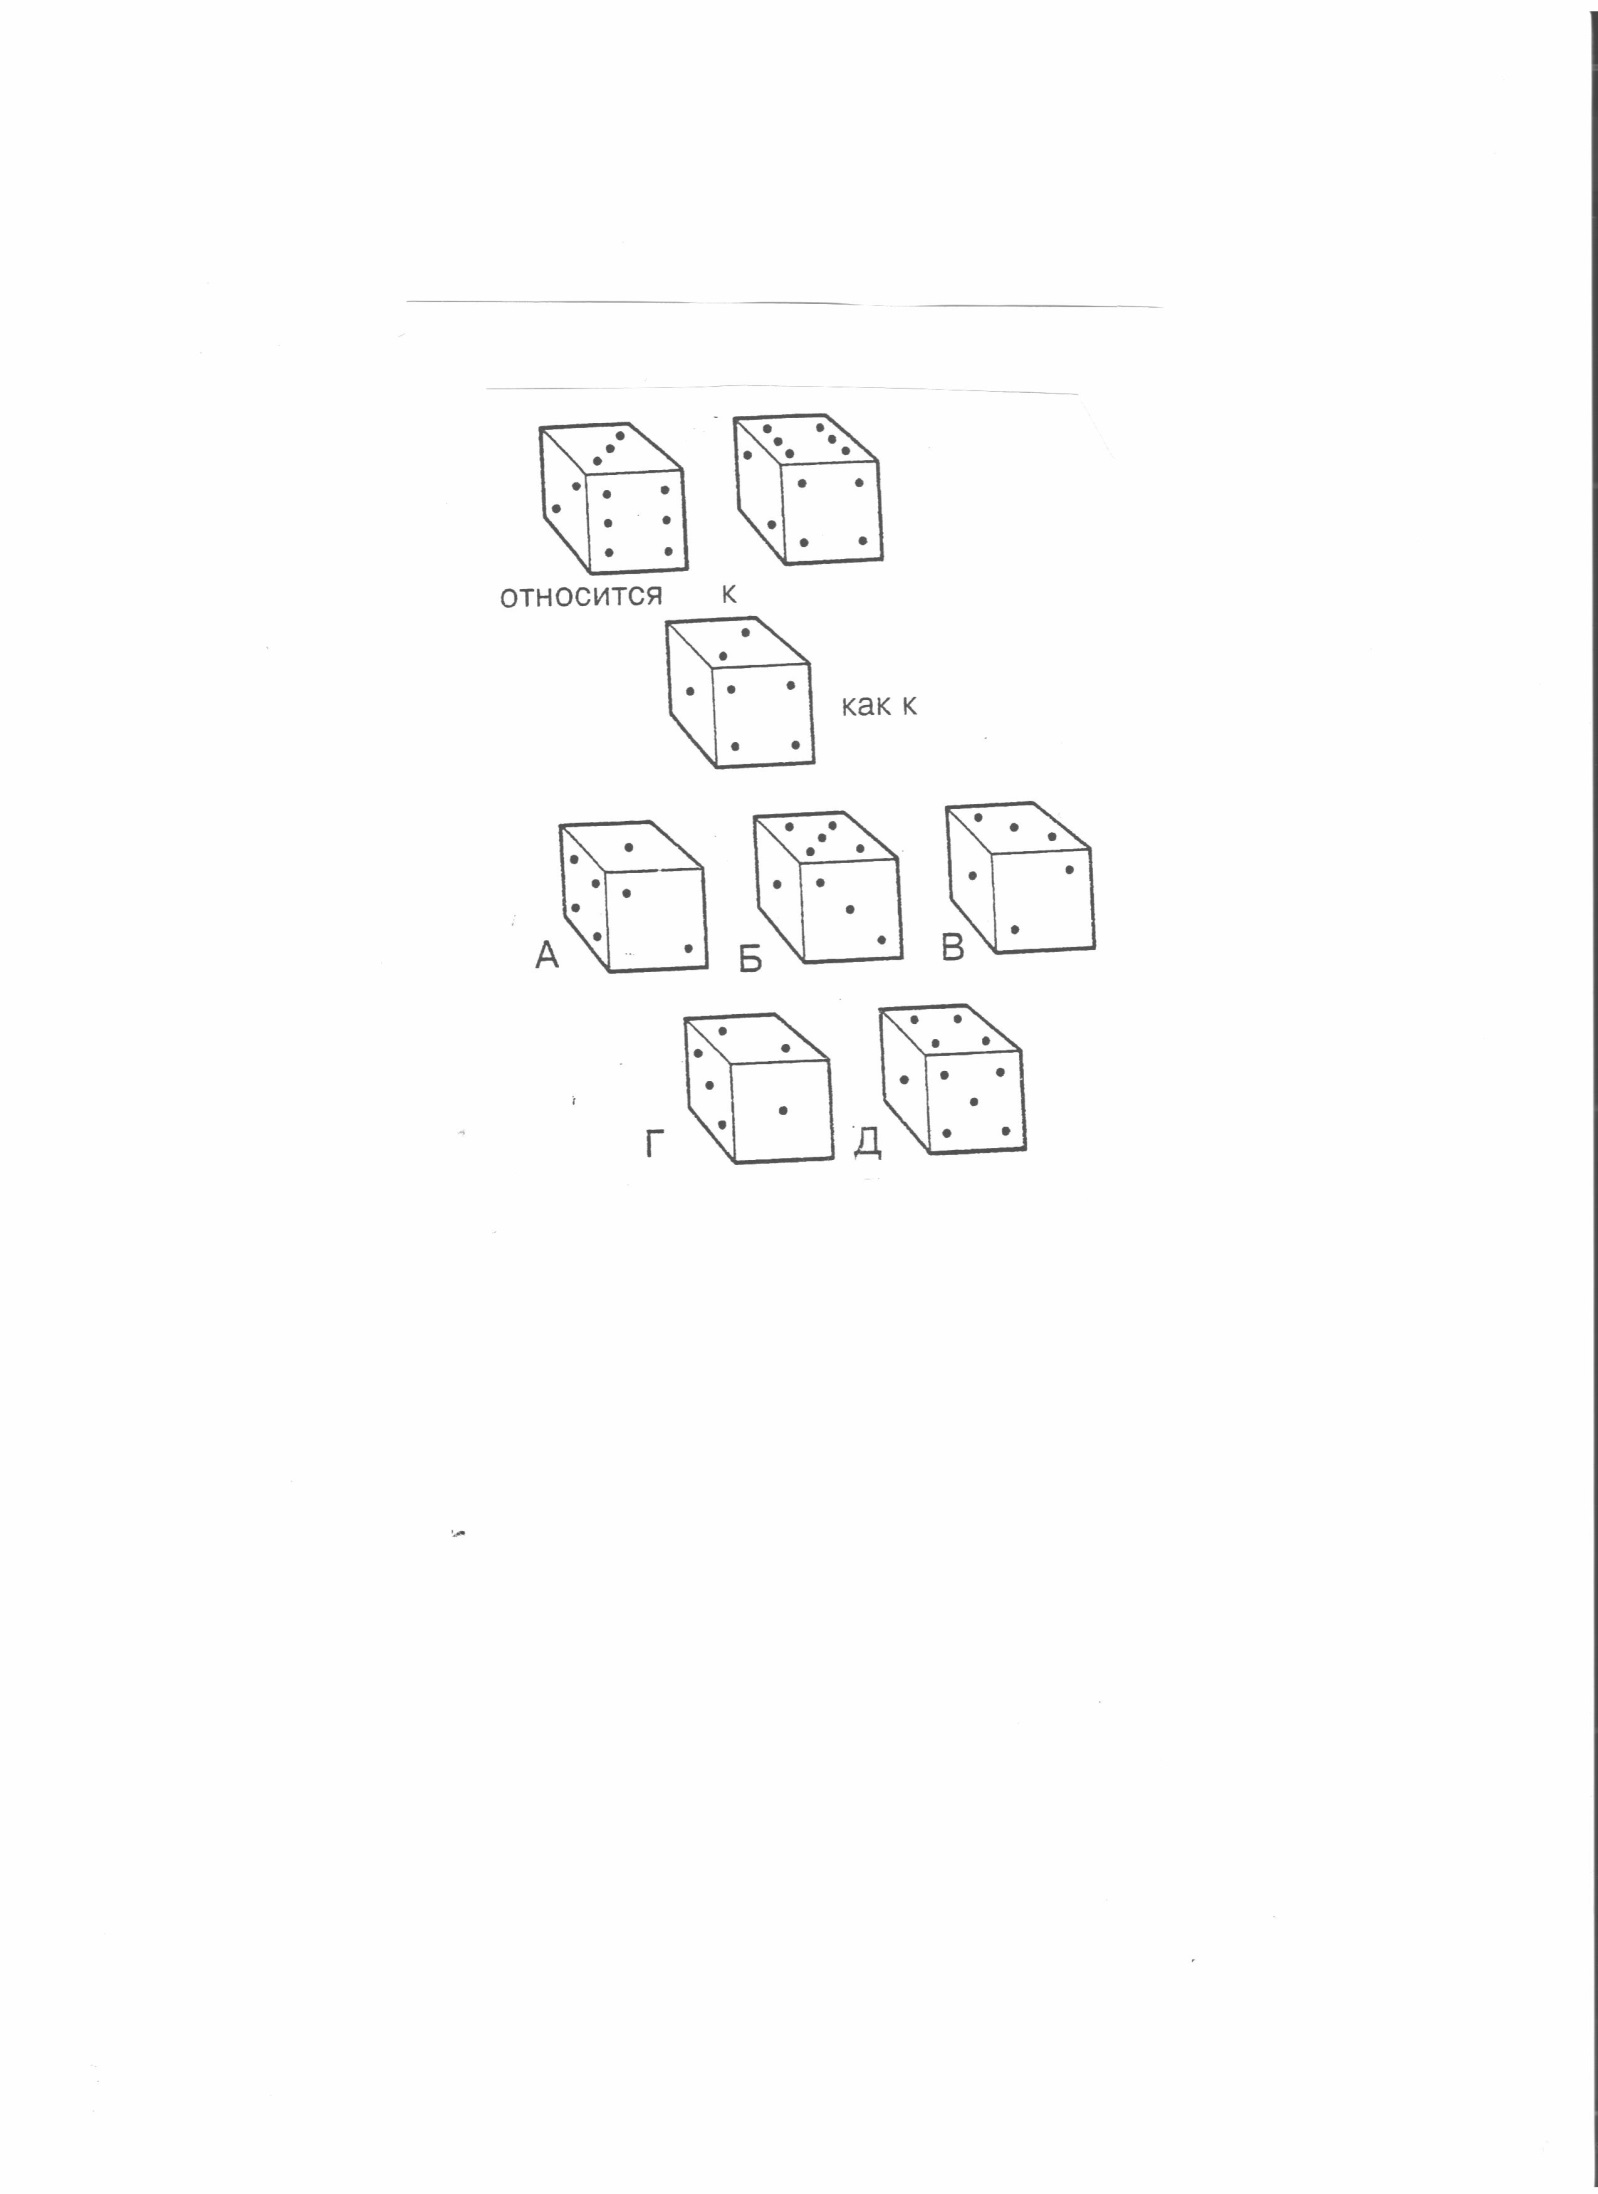 относится к
как к
А Б В
Г Д